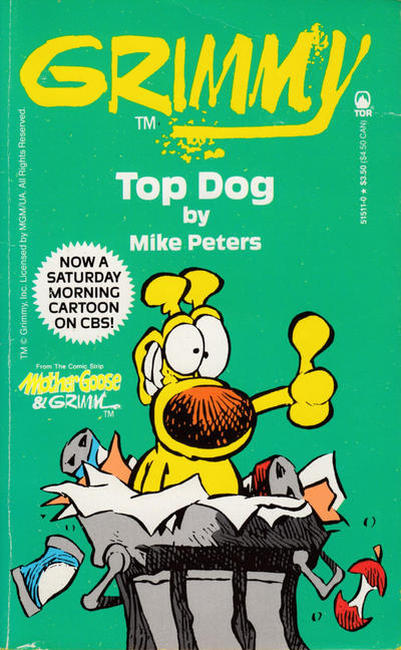 GRIMMY
TM
TOR
Top Dog
by
Mike Peters
51511-0 ★ $3.50 ($4.50 CAN)
TM © Grimmy, Inc. Licensed by MGM/UA. All Rights Reserved.
NOW A
SATURDAY
MORNING
CARTOON
ON CBS!
From The Comic Strip
Mother Goose
& GRIMM
TM